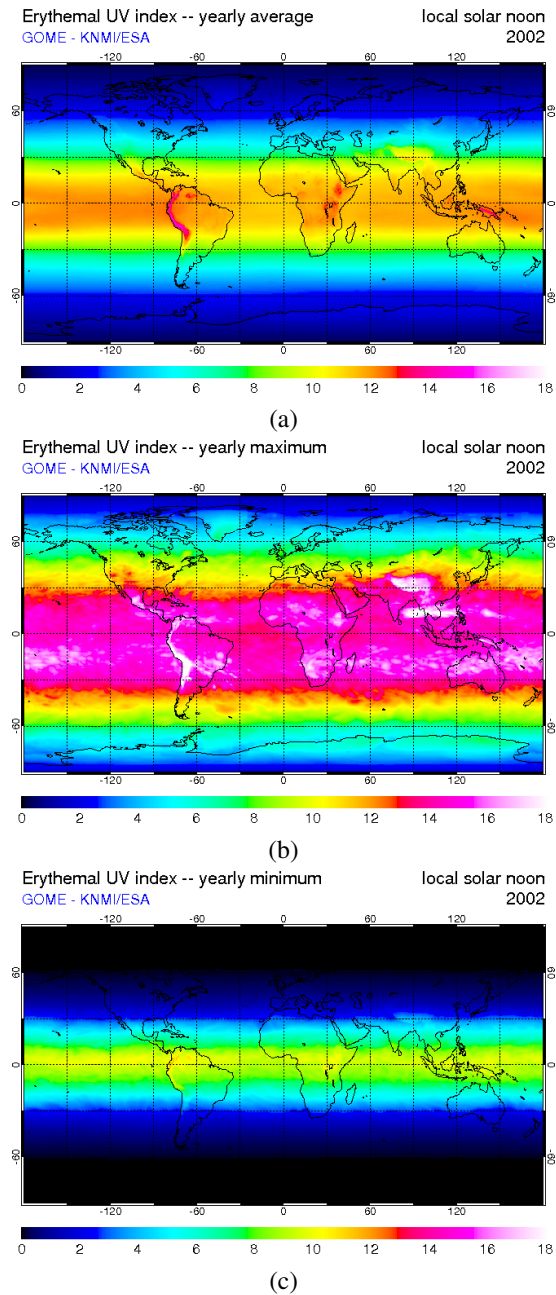 Erythemal UV index -- yearly average local solar noon
GOME - KNMI/ESA 2002
-120 -60 0 60 120
60 60
0 0
-60 -60
-120 -60 0 60 120
0 2 4 6 8 10 12 14 16 18
(a)
Erythemal UV index -- yearly maximum local solar noon
GOME - KNMI/ESA 2002
-120 -60 0 60 120
60 60
0 0
-60 -60
-120 -60 0 60 120
0 2 4 6 8 10 12 14 16 18
(b)
Erythemal UV index -- yearly minimum local solar noon
GOME - KNMI/ESA 2002
-120 -60 0 60 120
60 60
0 0
-60 -60
-120 -60 0 60 120
0 2 4 6 8 10 12 14 16 18
(c)